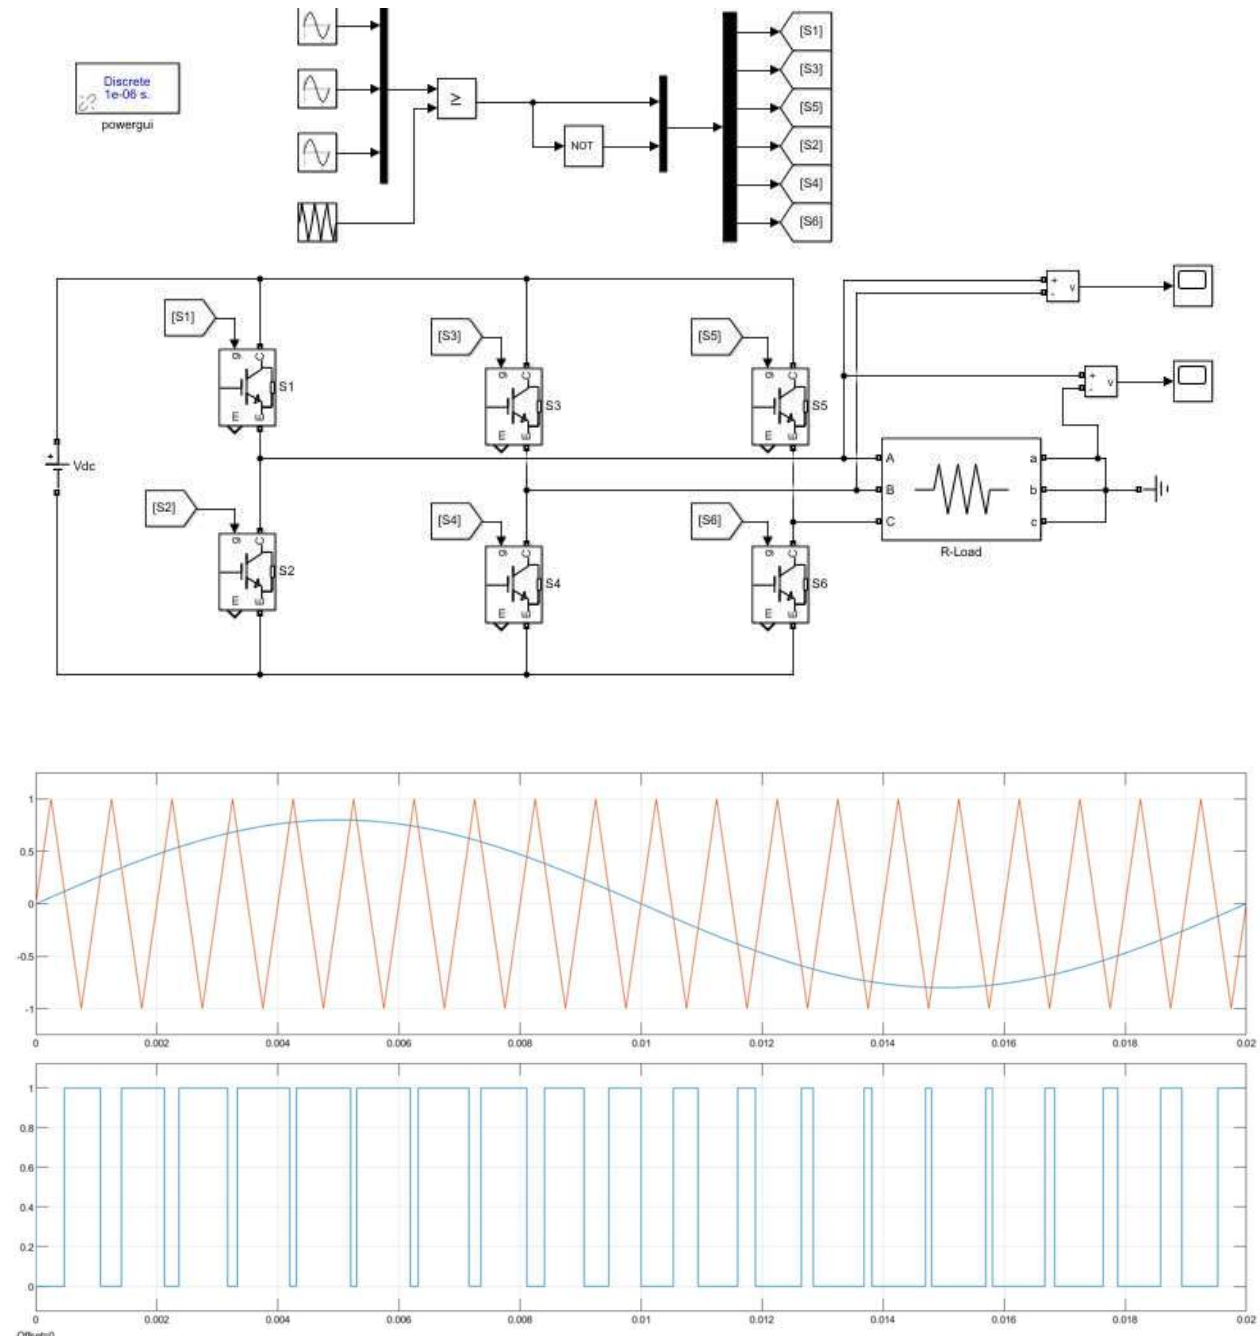 Discrete
1e-06 s.
powergui
≥
NOT
[S1]
[S3]
[S5]
[S2]
[S4]
[S6]
+
-
v
[S1]
g
C
m
E
S1
[S3]
g
C
m
E
S3
[S5]
g
C
m
E
S5
+
-
v
+
Vdc
A
B
C
a
b
c
R-Load
[S2]
g
C
m
E
S2
[S4]
g
C
m
E
S4
[S6]
g
C
m
E
S6
1
0.5
0
-0.5
-1
0 0.002 0.004 0.006 0.008 0.01 0.012 0.014 0.016 0.018 0.02
1
0.8
0.6
0.4
0.2
0
0 0.002 0.004 0.006 0.008 0.01 0.012 0.014 0.016 0.018 0.02